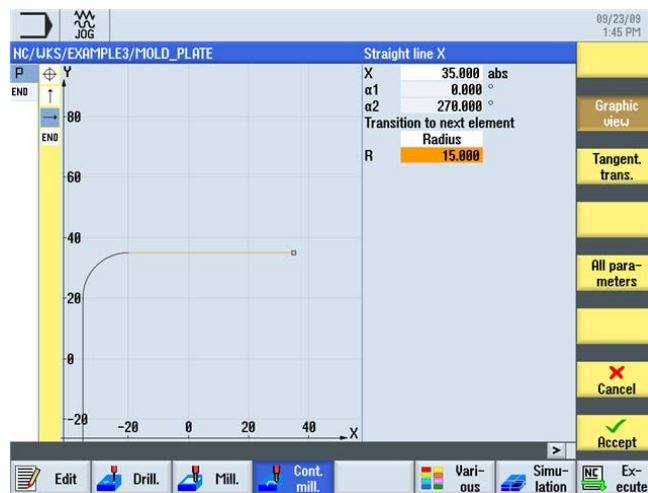 JOG
09/23/09
1:45 PM
NC/WKS/EXAMPLE3/MOLD_PLATE
Straight line X
P
END
END
Y
80
60
40
20
0
-20
-20
0
20
40
X
X 35.000 abs
α1 0.000 °
α2 270.000 °
Transition to next element
Radius
R 15.000
Graphic
view
Tangent.
trans.
All para-
meters
Cancel
Accept
>
Edit
Drill.
Mill.
Cont.
mill.
Vari-
ous
Simu-
lation
NC
Ex-
ecute